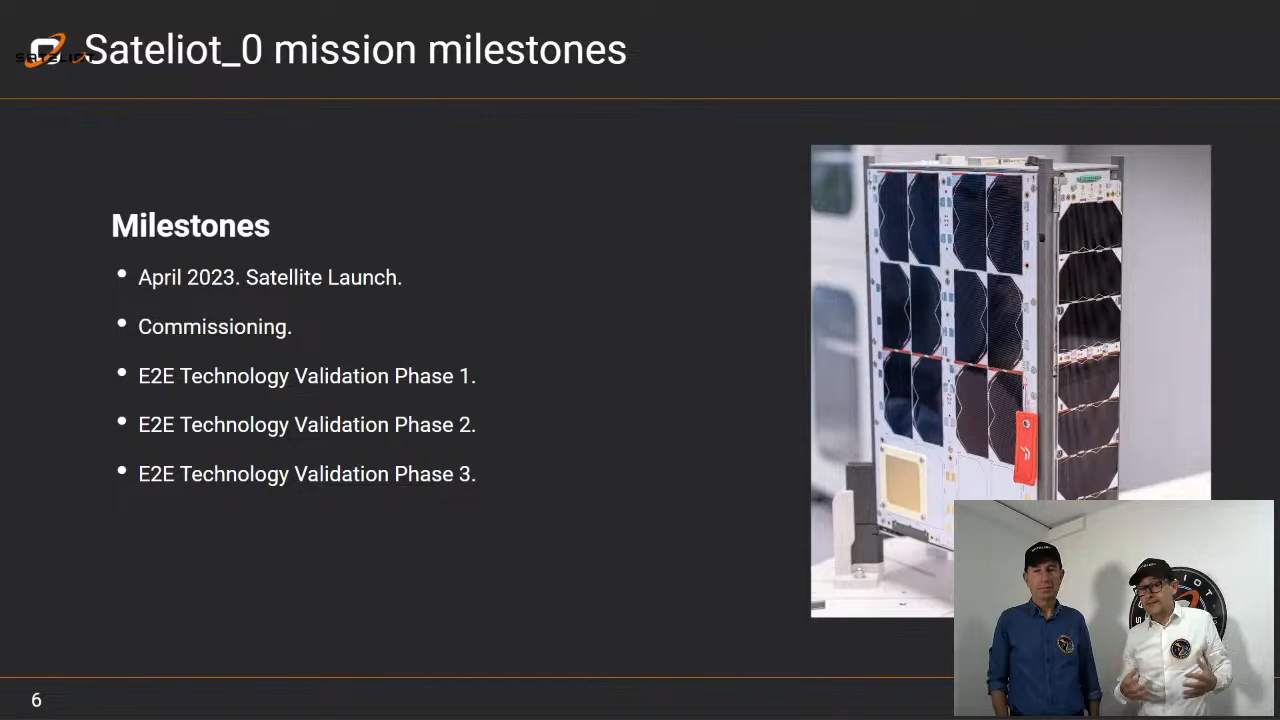 SATELIOT
Sateliot_0 mission milestones
Milestones
• April 2023. Satellite Launch.
• Commissioning.
• E2E Technology Validation Phase 1.
• E2E Technology Validation Phase 2.
• E2E Technology Validation Phase 3.
6